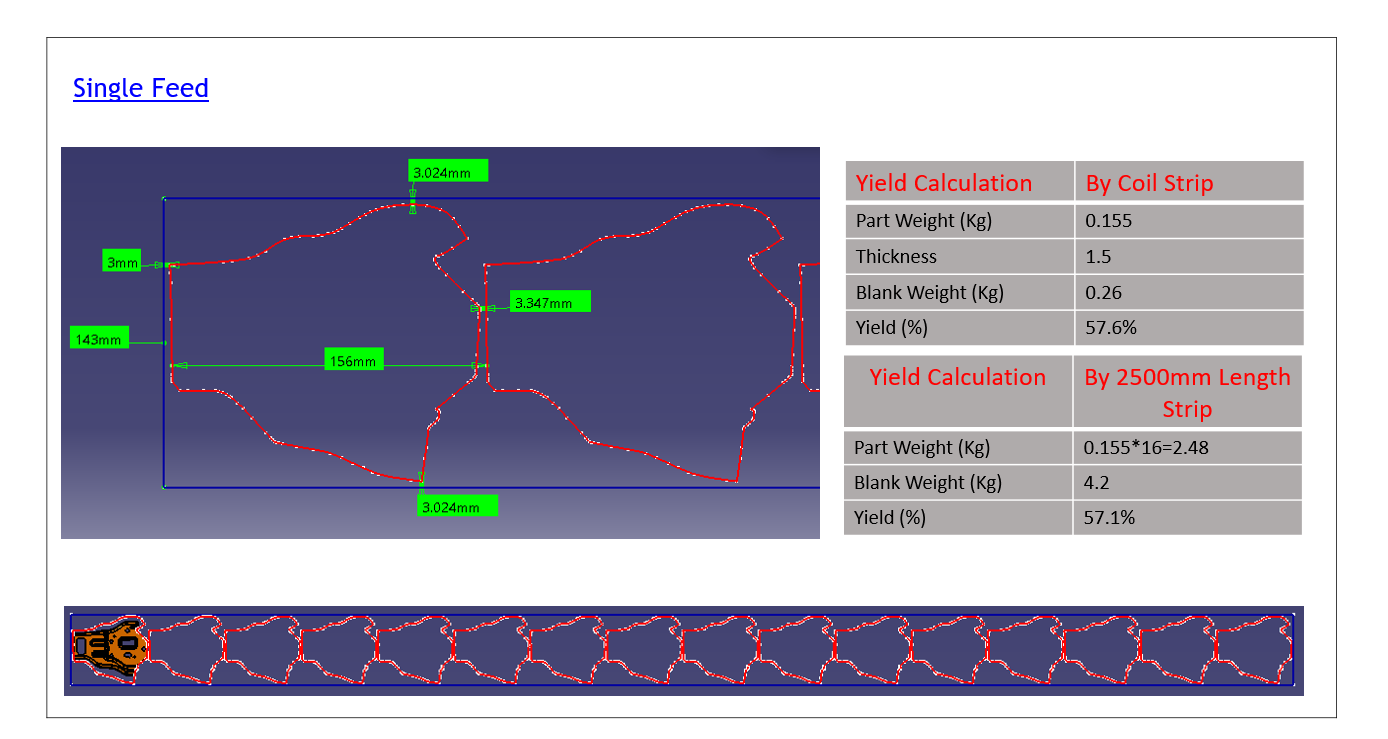 Single Feed
3.024mm
3mm
3.347mm
143mm
156mm
3.024mm
Yield Calculation By Coil Strip
Part Weight (Kg) 0.155
Thickness 1.5
Blank Weight (Kg) 0.26
Yield (%) 57.6%
Yield Calculation By 2500mm Length
Strip
Part Weight (Kg) 0.155*16=2.48
Blank Weight (Kg) 4.2
Yield (%) 57.1%